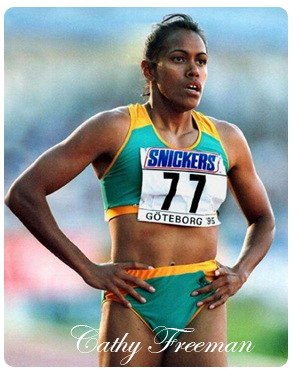 SNICKERS
77
GÖTEBORG '95
Cathy Freeman